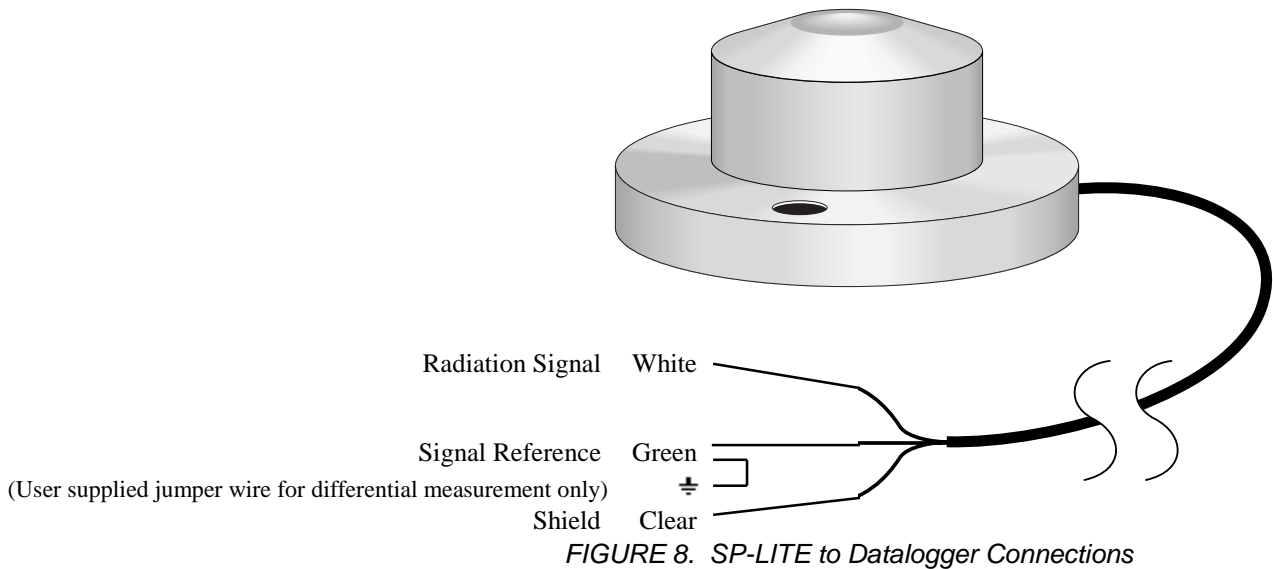 Radiation Signal White
Signal Reference Green
(User supplied jumper wire for differential measurement only)
Shield Clear
FIGURE 8. SP-LITE to Datalogger Connections